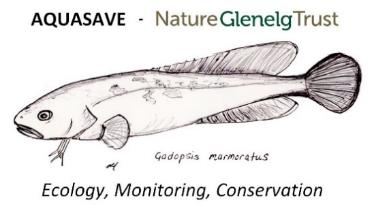 AQUASAVE - NatureGlenelgTrust
Gadopsis marmoratus
Ecology, Monitoring, Conservation